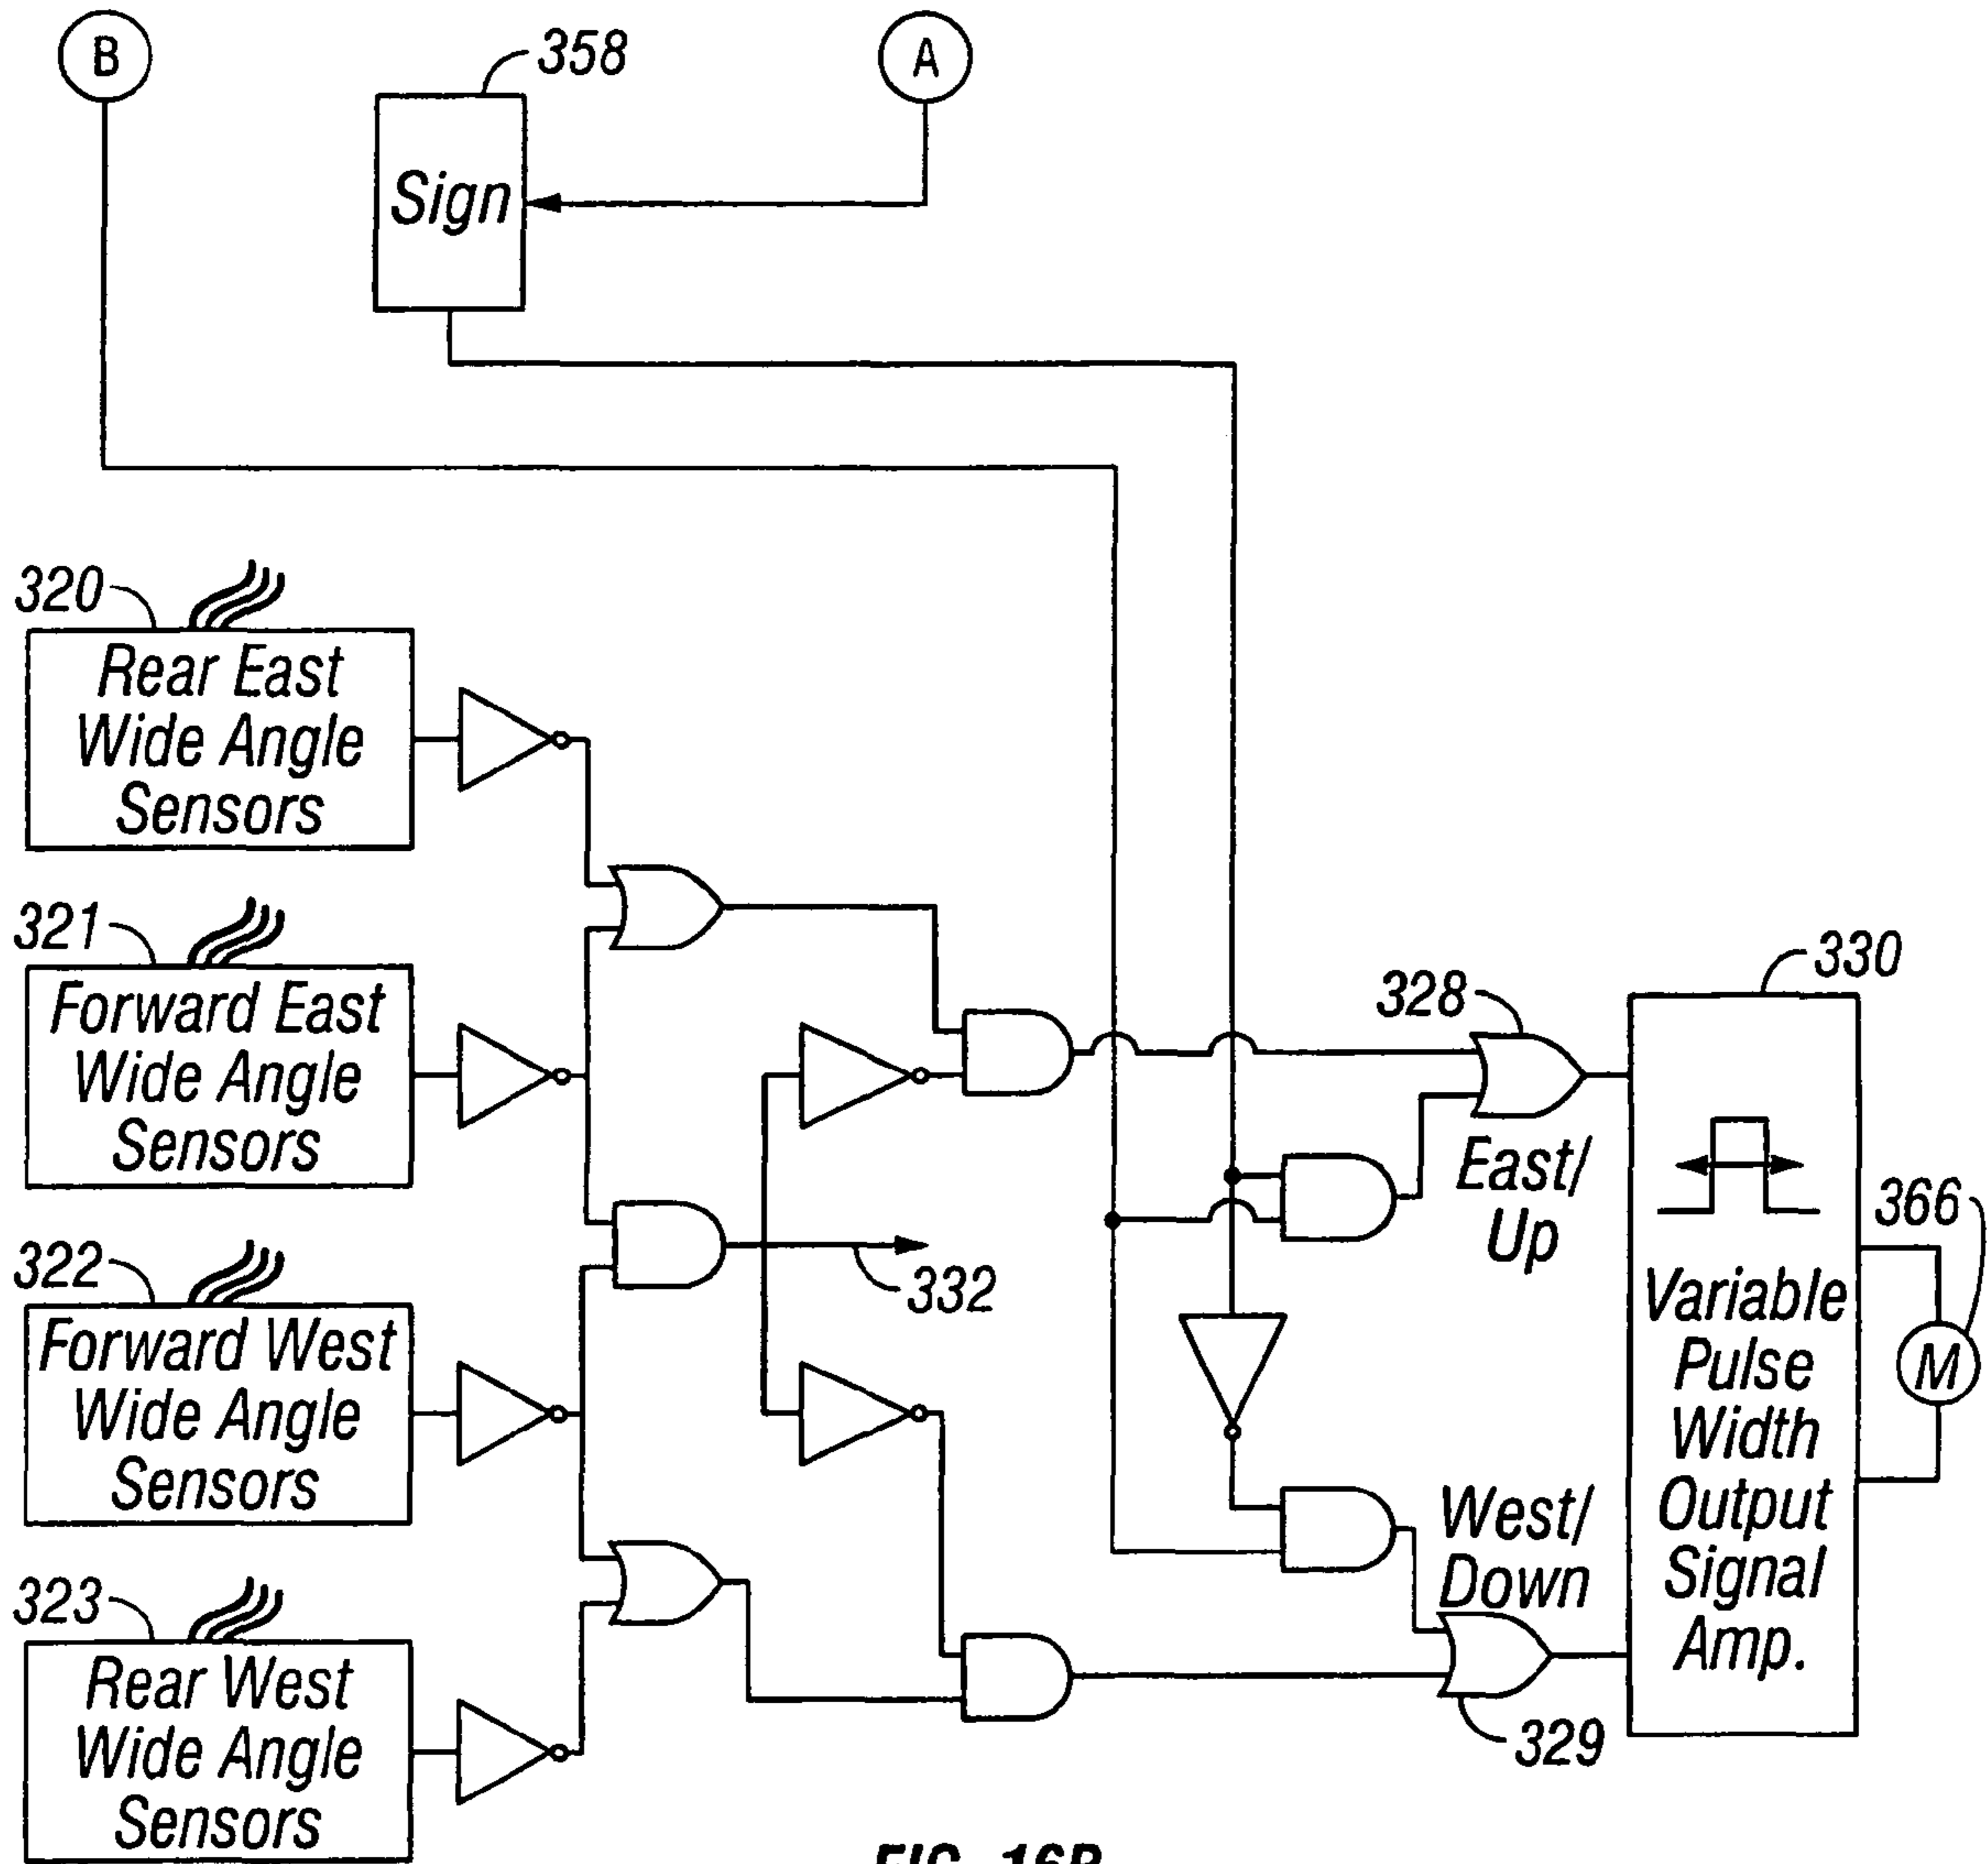 B
358
A
Sign
320
Rear East
Wide Angle
Sensors
321
Forward East
Wide Angle
Sensors
328
330
East/
Up
366
322
332
Forward West
Wide Angle
Sensors
Variable
Pulse
Width
Output
Signal
Amp.
M
West/
Down
323
Rear West
Wide Angle
Sensors
329
FIG. 16B